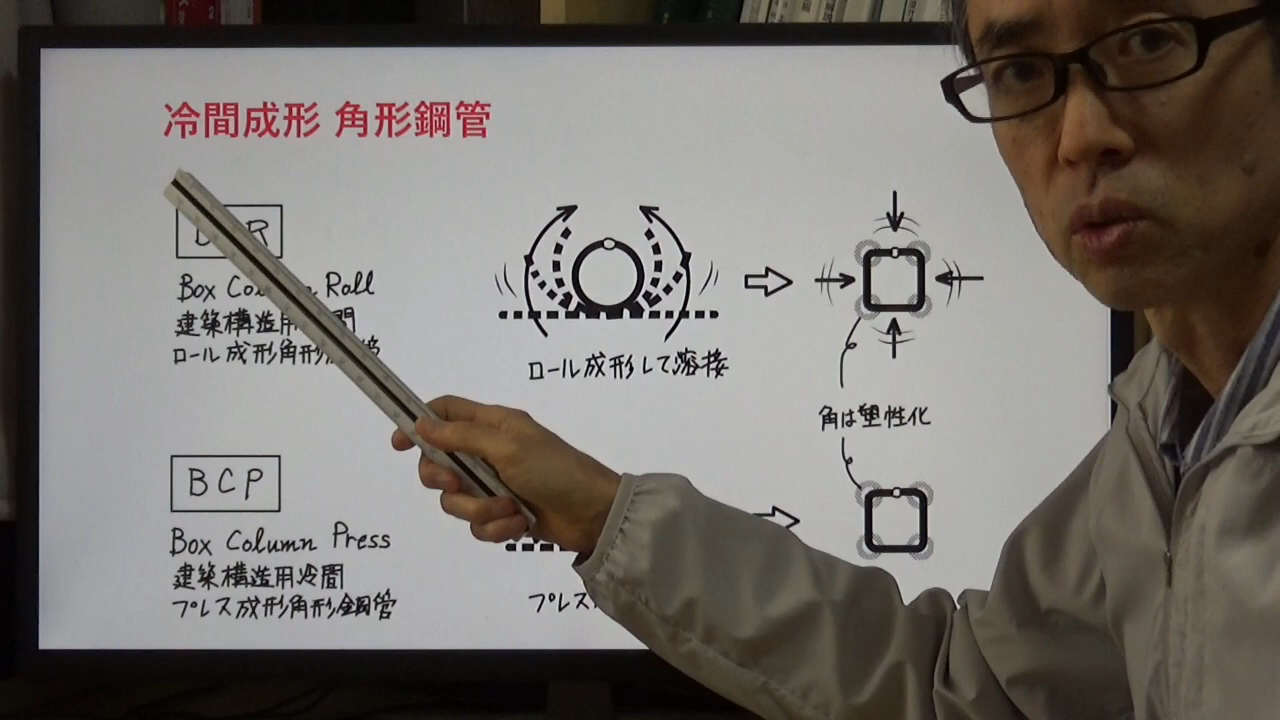 冷間成形 角形鋼管
Box Roll
建築構造用 間
ロール成形角形
ロール成形して溶接
角は塑性化
BCP
Box Column Press
建築構造用冷間
プレス成形角形鋼管
プレス